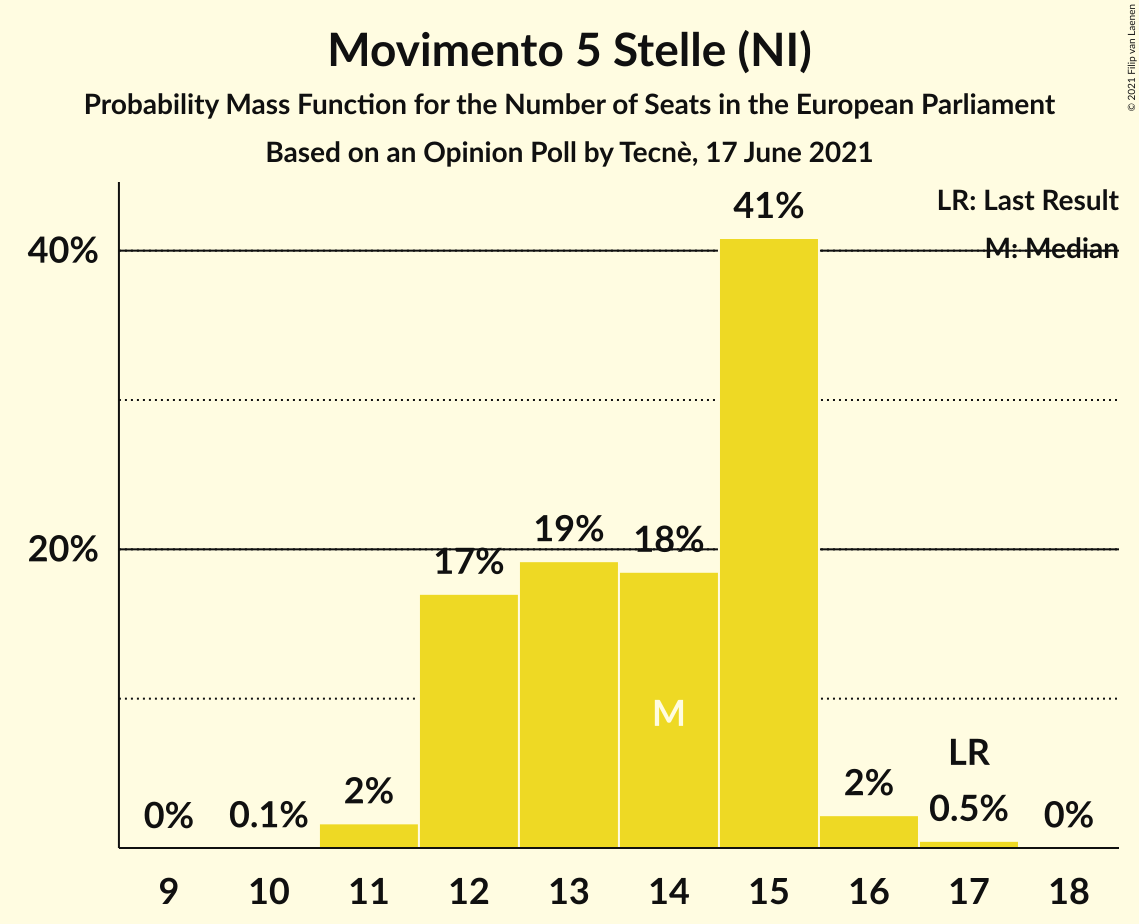 Movimento 5 Stelle (NI)
Probability Mass Function for the Number of Seats in the European Parliament
Based on an Opinion Poll by Tecnè, 17 June 2021
© 2021 Filip van Laenen
LR: Last Result
M: Median
40%
20%
0%
0.1%
2%
17%
19%
18%
41%
2%
0.5%
0%
M
LR
9 10 11 12 13 14 15 16 17 18